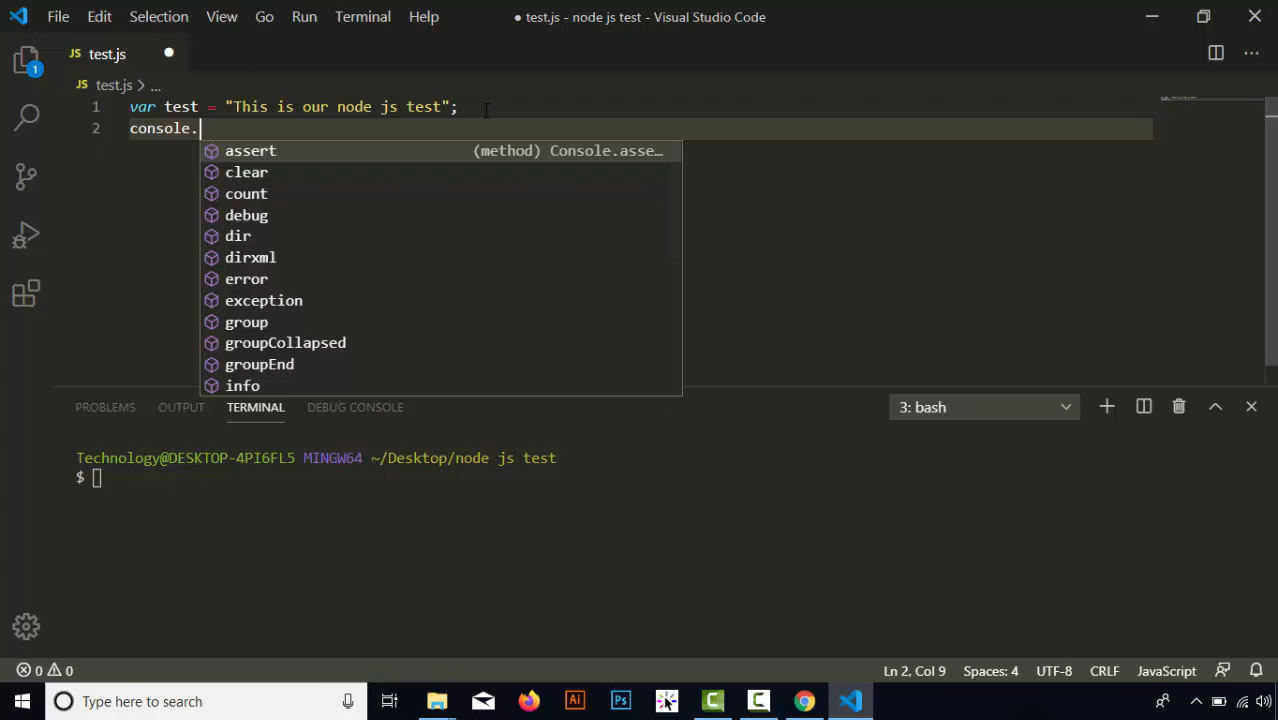 File Edit Selection View Go Run Terminal Help ● test.js - node js test - Visual Studio Code
JS test.js
1
JS test.js > ...
1 var test = "This is our node js test";
2 console.
assert (method) Console.asse…
clear
count
debug
dir
dirxml
error
exception
group
groupCollapsed
groupEnd
info
PROBLEMS OUTPUT TERMINAL DEBUG CONSOLE 3: bash
Technology@DESKTOP-4PI6FL5 MINGW64 ~/Desktop/node js test
$
0 0 Ln 2, Col 9 Spaces: 4 UTF-8 CRLF JavaScript
Type here to search Ai Ps